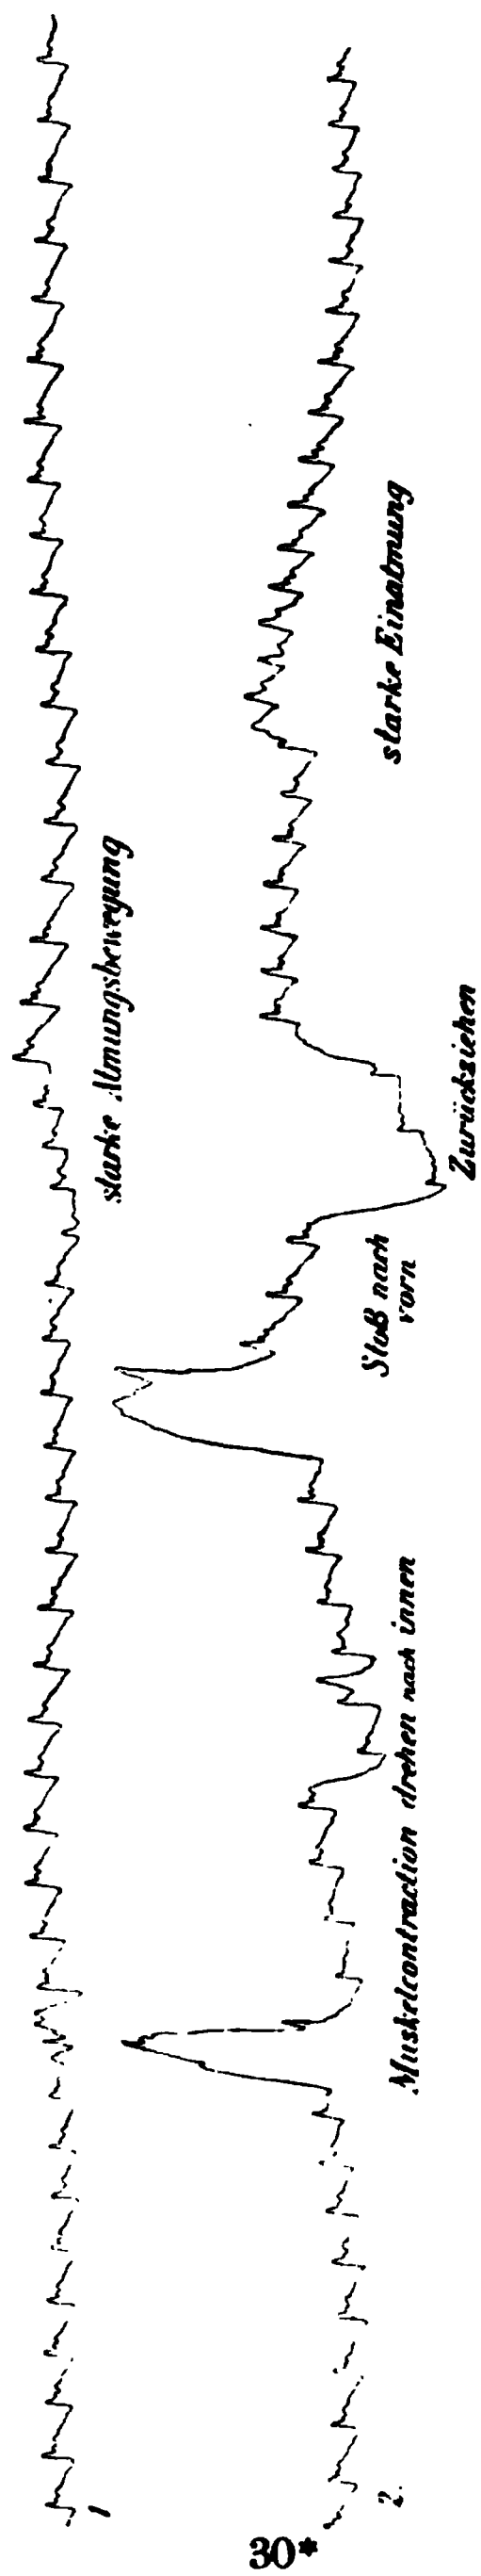 1
starke Atmungsbewegung
2.
Muskelcontraction drehen nach innen
Stoß nach
vorn
Zurückziehen
starke Einatmung
30*